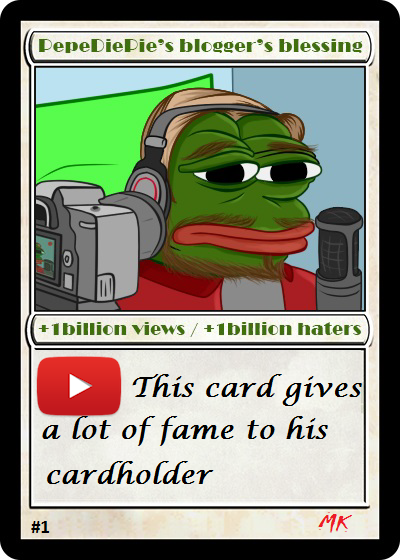 PepeDiePie's blogger's blessing
+1billion views / +1billion haters
This card gives
a lot of fame to his
cardholder
#1
MK